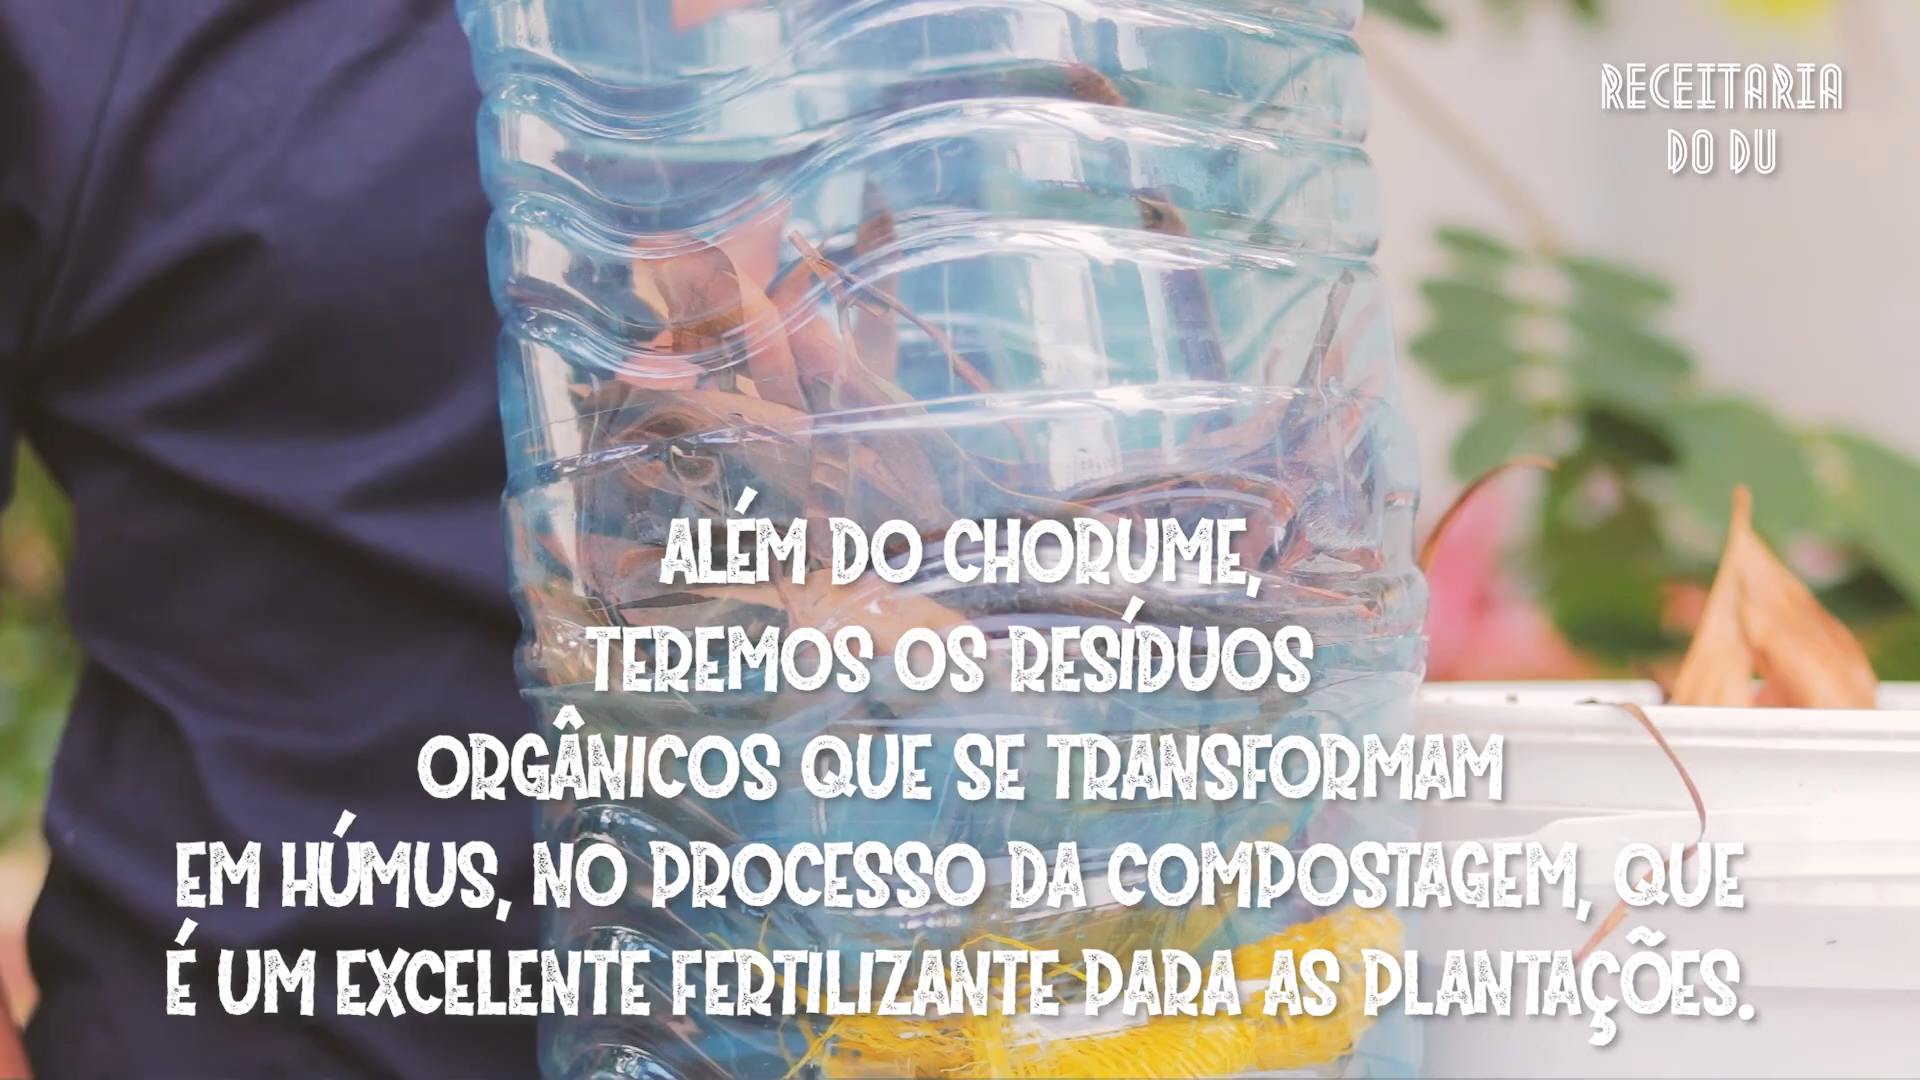 RECEITARIA
DO DU
ALÉM DO CHORUME,
TEREMOS OS RESÍDUOS
ORGÂNICOS QUE SE TRANSFORMAM
EM HÚMUS, NO PROCESSO DA COMPOSTAGEM, QUE
É UM EXCELENTE FERTILIZANTE PARA AS PLANTAÇÕES.